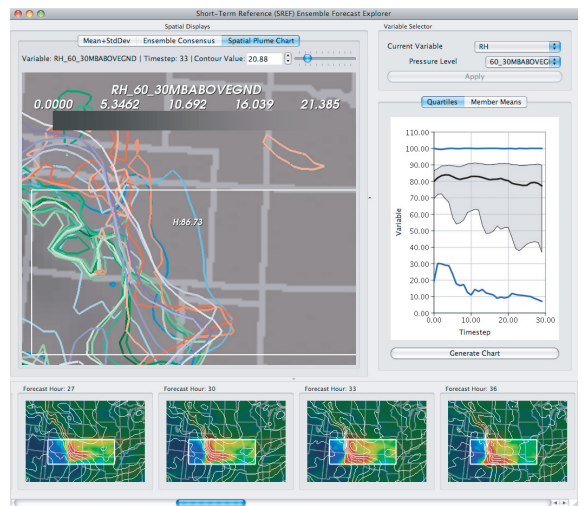 Short-Term Reference (SREF) Ensemble Forecast Explorer
Spatial Displays
Mean+StdDev Ensemble Consensus Spatial Plume Chart
Variable: RH_60_30MBABOVEGND | Timestep: 33 | Contour Value: 20.88
RH_60_30MBABOVEGND
0.0000 5.3462 10.692 16.039 21.385
H:86.73
Variable Selector
Current Variable RH
Pressure Level 60_30MBABOVEG
Apply
Quartiles Member Means
110.00
100.00
90.00
80.00
70.00
60.00
50.00
40.00
30.00
20.00
10.00
0.00
Variable
0.00 10.00 20.00 30.00
Timestep
Generate Chart
Forecast Hour: 27 Forecast Hour: 30 Forecast Hour: 33 Forecast Hour: 36